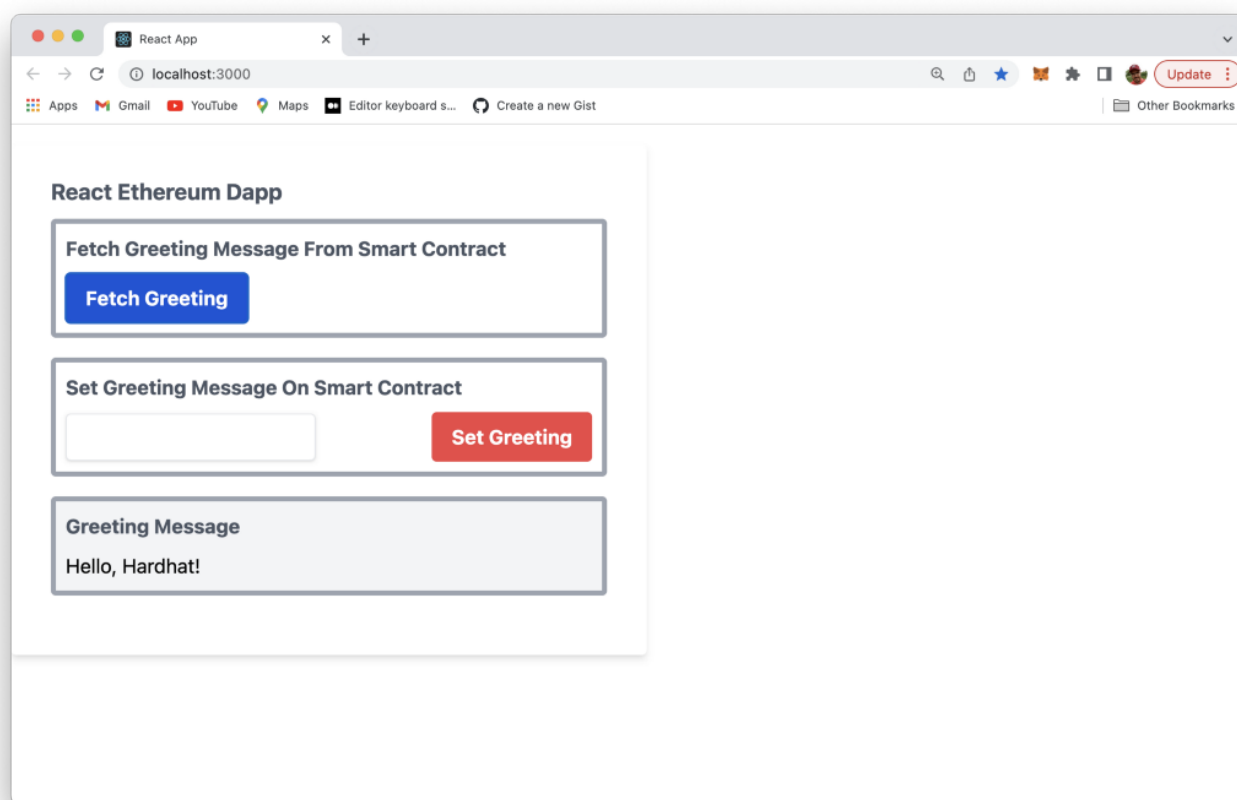 React App
localhost:3000
Update
Apps Gmail YouTube Maps Editor keyboard s... Create a new Gist Other Bookmarks
React Ethereum Dapp
Fetch Greeting Message From Smart Contract
Fetch Greeting
Set Greeting Message On Smart Contract
Set Greeting
Greeting Message
Hello, Hardhat!